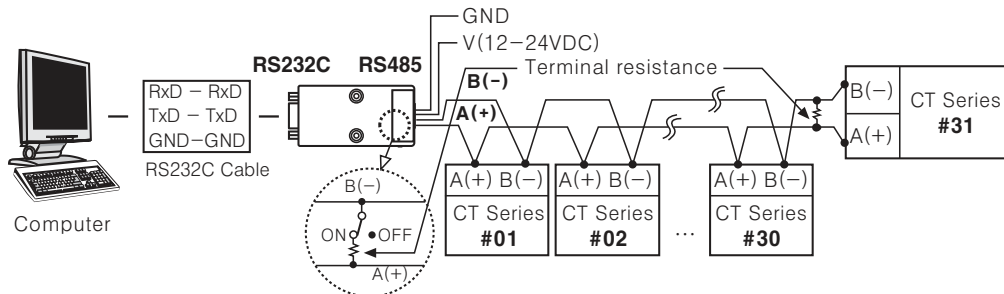 GND
V(12-24VDC)
RS232C RS485
Terminal resistance
B(-)
A(+)
RxD - RxD
TxD - TxD
GND-GND
RS232C Cable
Computer
B(-)
ON OFF
A(+)
A(+) B(-)
CT Series
#01
A(+) B(-)
CT Series
#02
...
A(+) B(-)
CT Series
#30
B(-)
A(+)
CT Series
#31